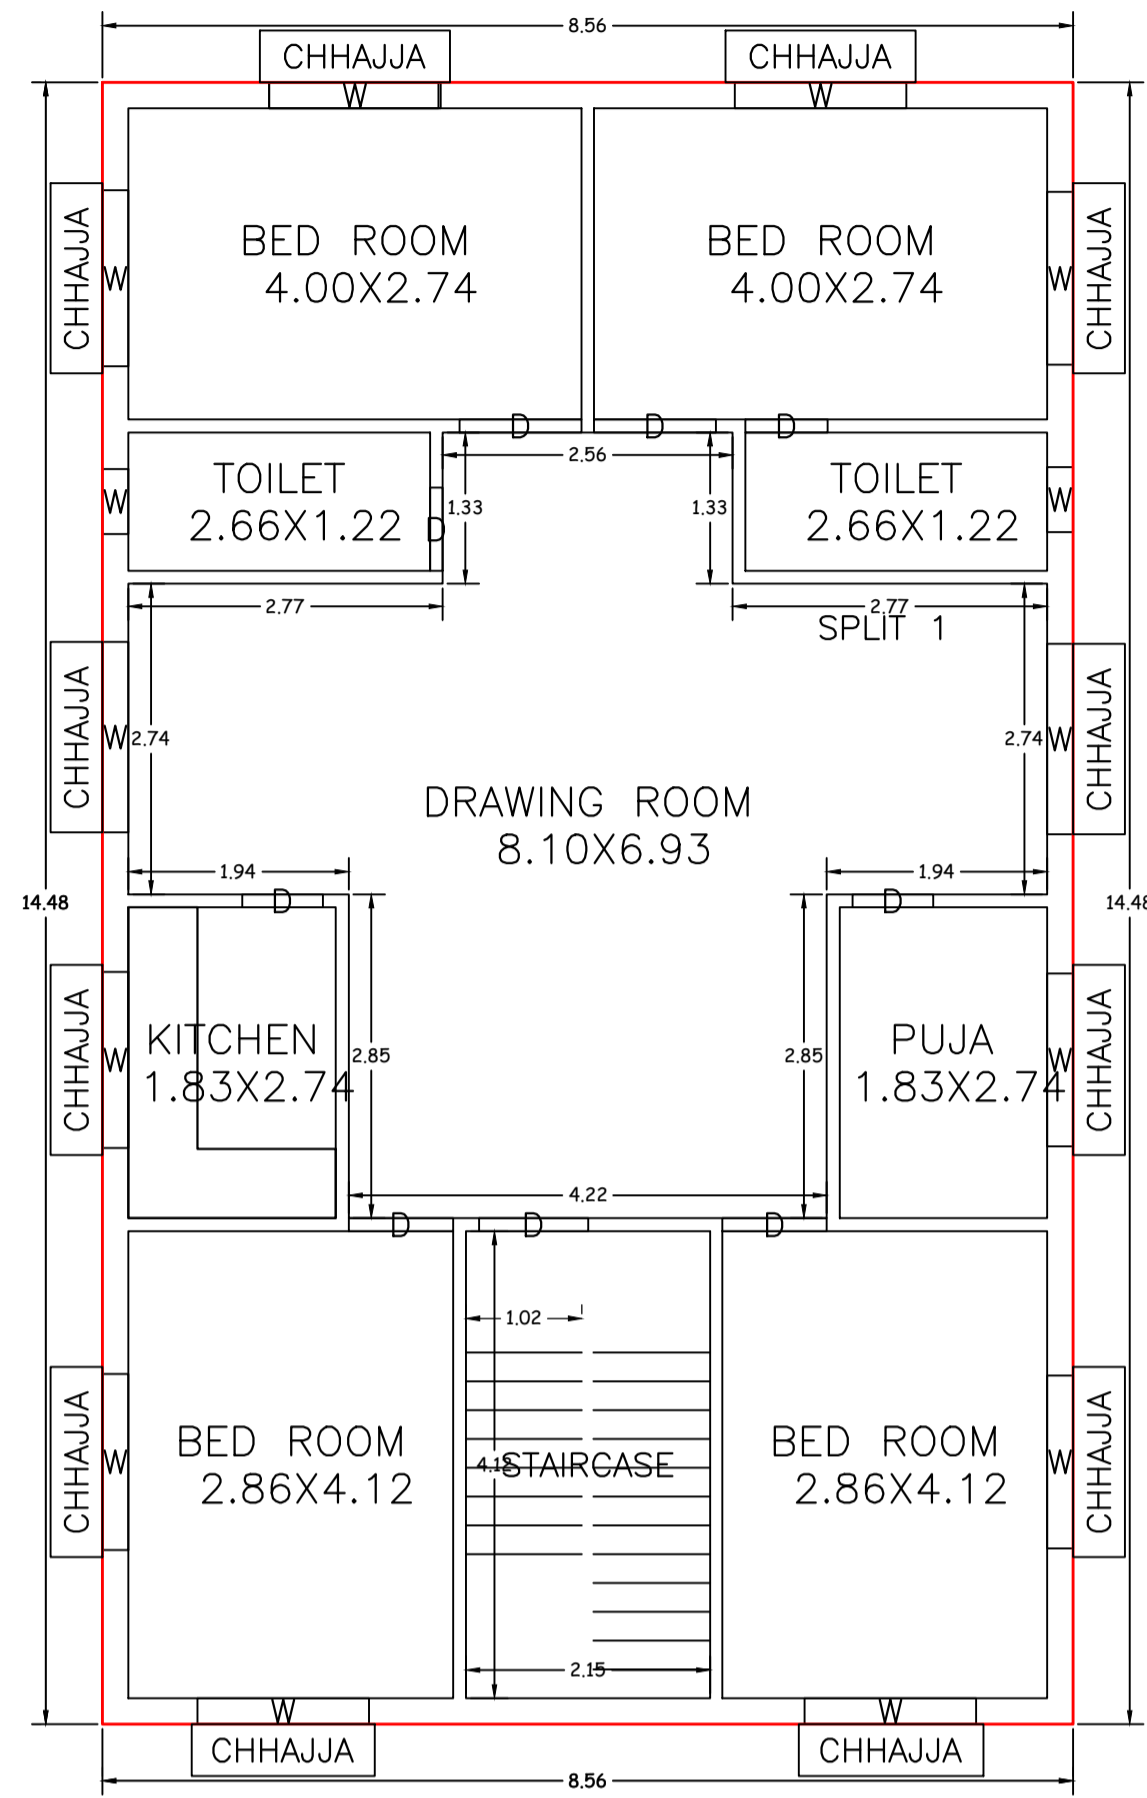 8.56
CHHAJJA
CHHAJJA
W
W
CHHAJJA
W
BED ROOM
4.00X2.74
BED ROOM
4.00X2.74
W
CHHAJJA
D
D
D
2.56
W
TOILET
2.66X1.22
D
1.33
1.33
TOILET
2.66X1.22
W
2.77
2.77
SPLIT 1
CHHAJJA
W
2.74
2.74
W
CHHAJJA
DRAWING ROOM
8.10X6.93
1.94
1.94
14.48
D
D
14.48
CHHAJJA
W
KITCHEN
1.83X2.74
2.85
2.85
PUJA
1.83X2.74
W
CHHAJJA
4.22
D
D
D
1.02
CHHAJJA
W
BED ROOM
2.86X4.12
4.12
STAIRCASE
BED ROOM
2.86X4.12
W
CHHAJJA
2.15
W
W
CHHAJJA
CHHAJJA
8.56